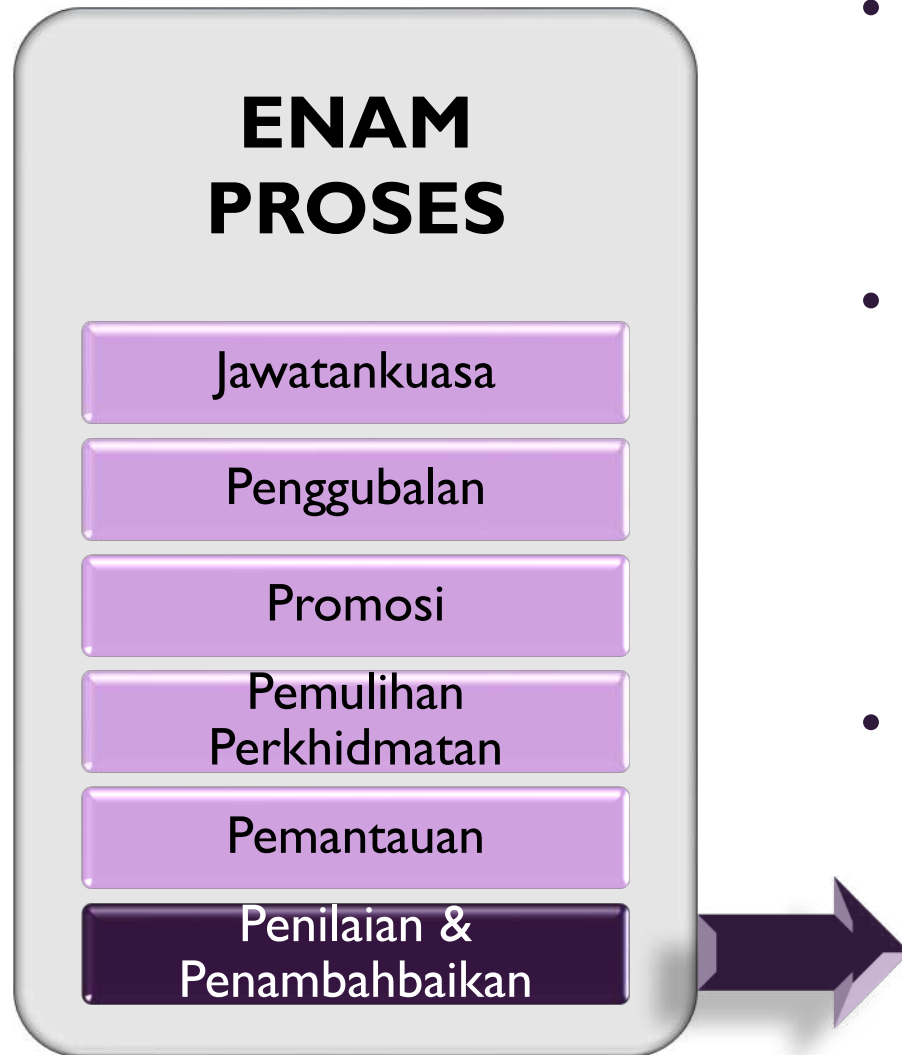 ENAM
PROSES
Jawatankuasa
Penggubalan
Promosi
Pemulihan
Perkhidmatan
Pemantauan
Penilaian &
Penambahbaikan